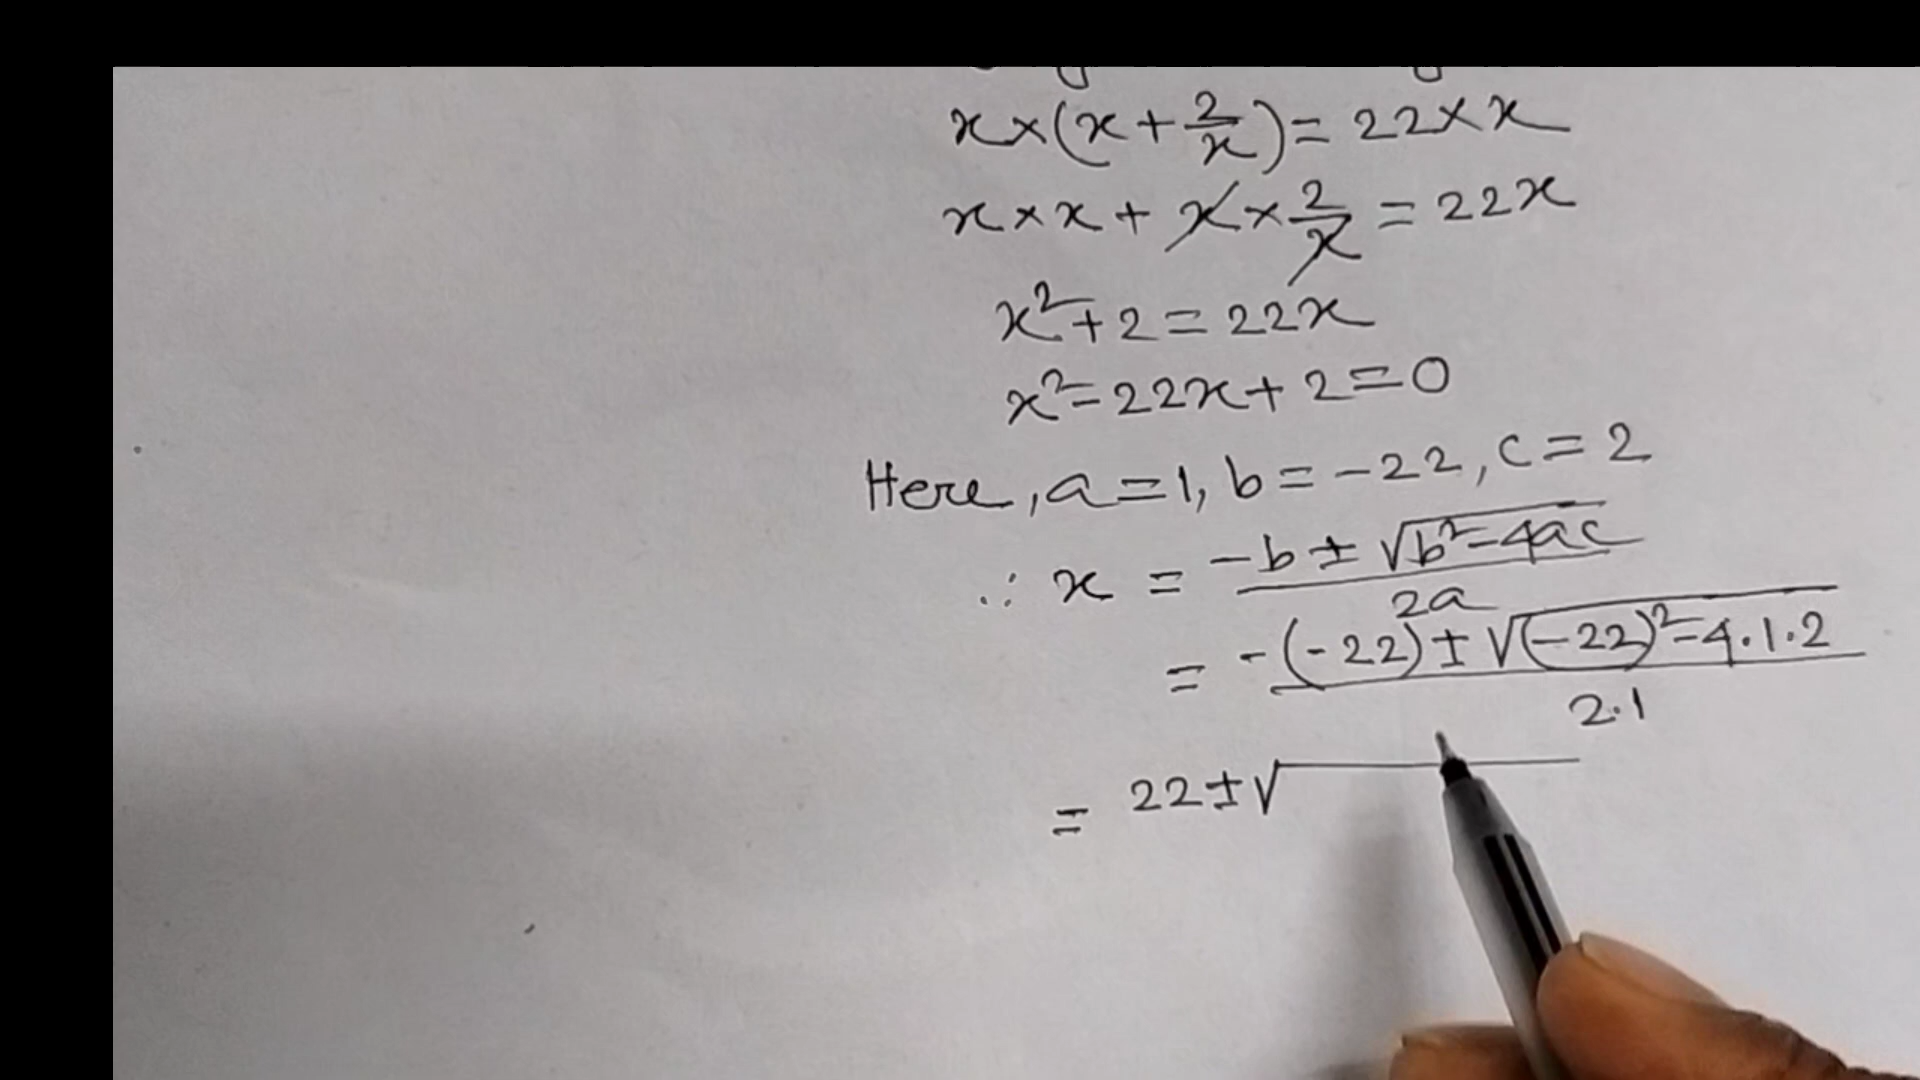 x×(x+2/x)=22×x
x×x+x×2/x=22x
x²+2=22x
x²-22x+2=0
Here, a=1, b=-22, c=2
∴ x = (-b±√(b²-4ac))/2a
= (-(-22)±√((-22)²-4·1·2))/2·1
= 22±√